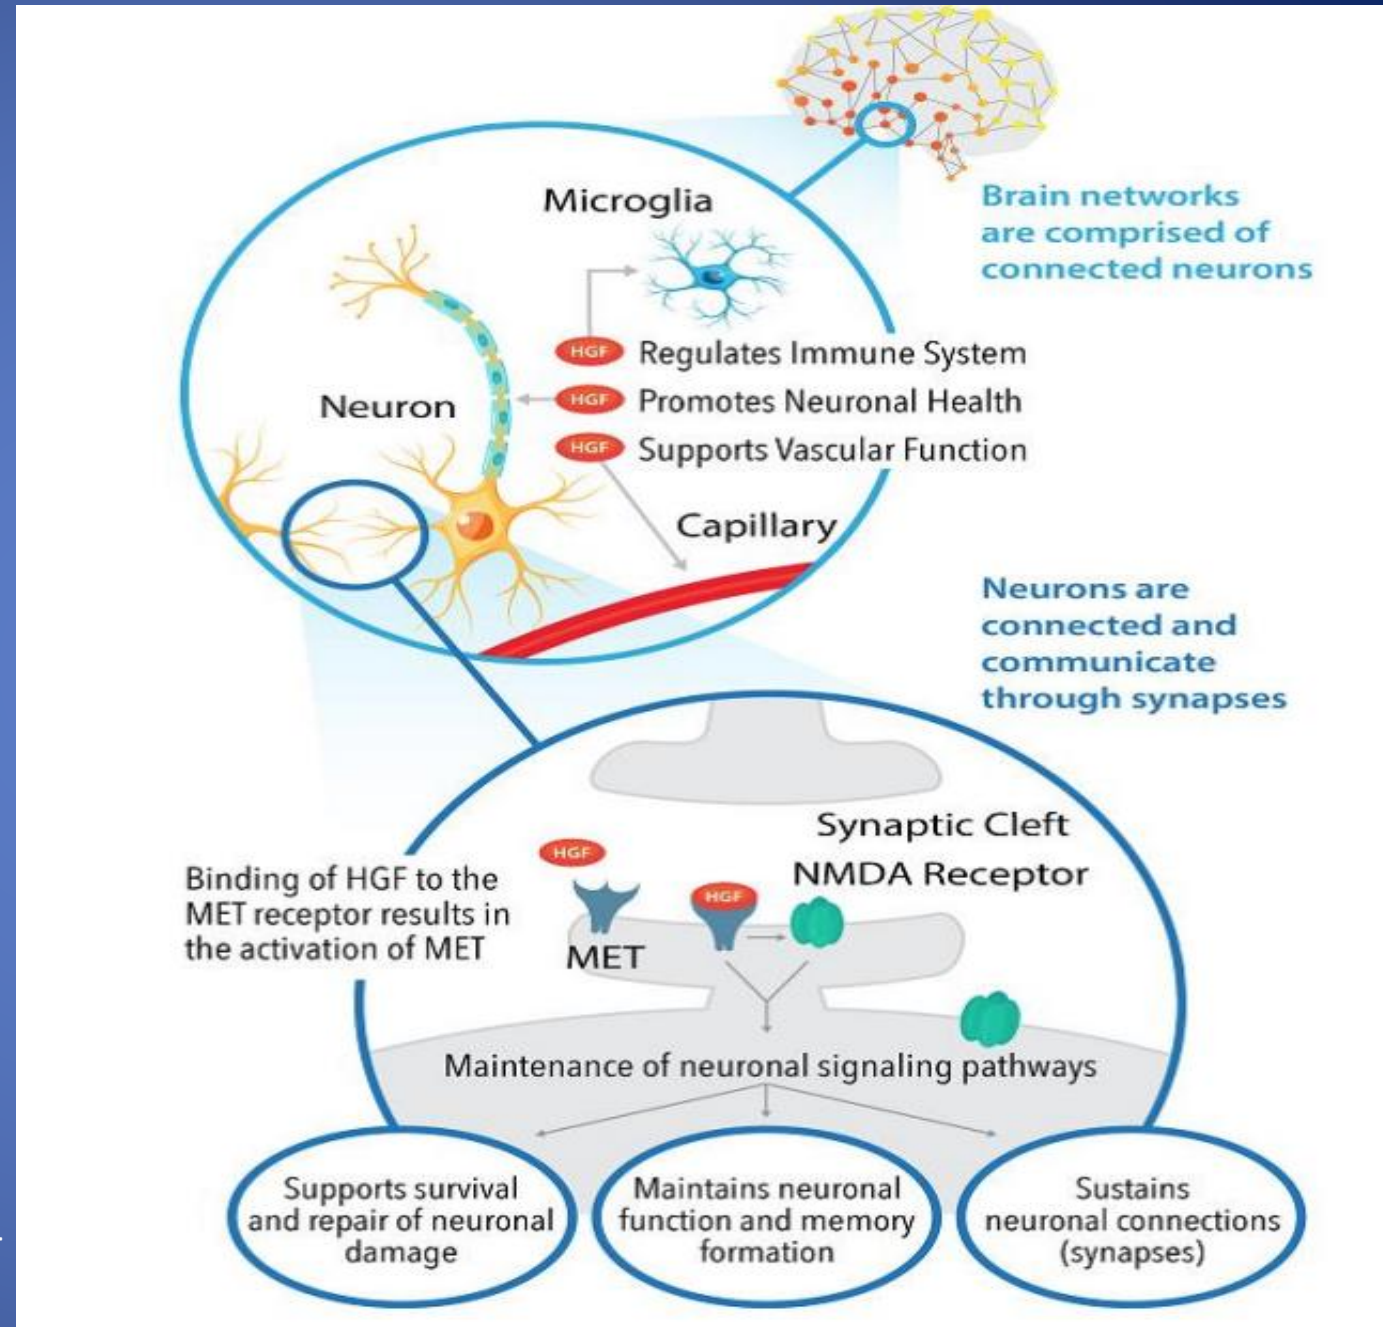 Brain networks
are comprised of
connected neurons
Microglia
HGF Regulates Immune System
Neuron
HGF Promotes Neuronal Health
HGF Supports Vascular Function
Capillary
Neurons are
connected and
communicate
through synapses
Synaptic Cleft
HGF
NMDA Receptor
Binding of HGF to the
MET receptor results in
the activation of MET
HGF
MET
Maintenance of neuronal signaling pathways
Supports survival
and repair of neuronal
damage
Maintains neuronal
function and memory
formation
Sustains
neuronal connections
(synapses)